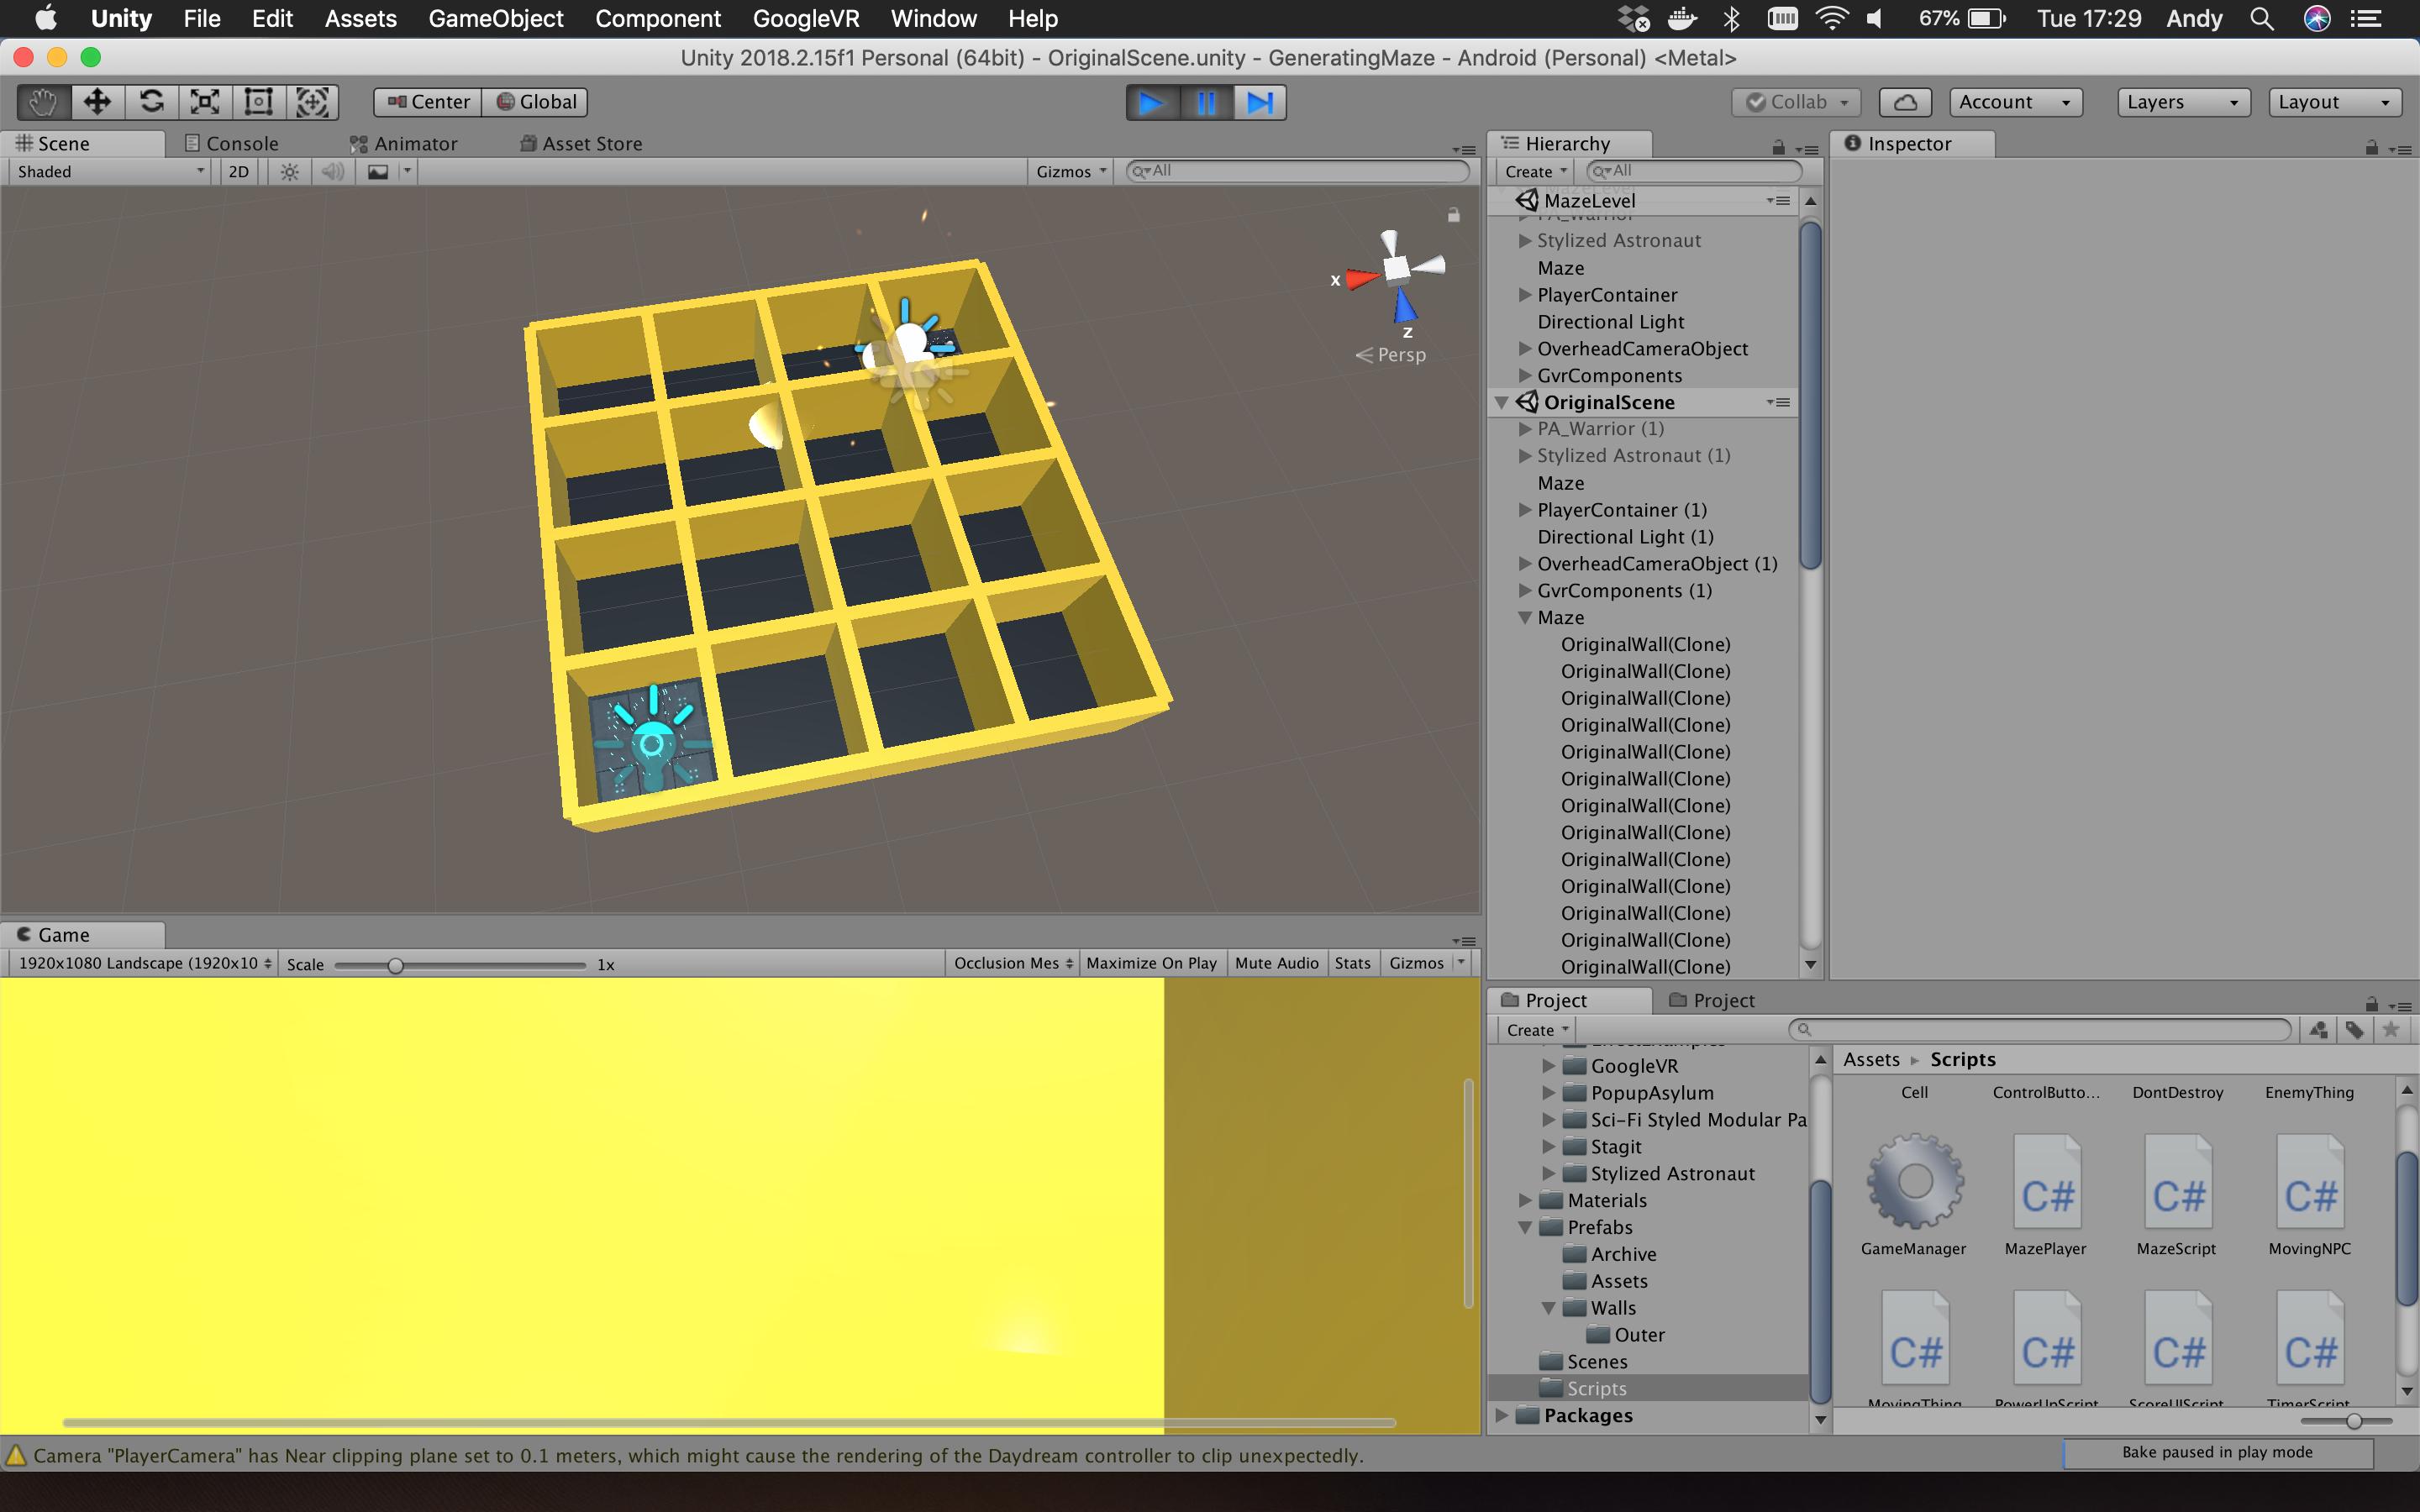 Unity File Edit Assets GameObject Component GoogleVR Window Help 67% Tue 17:29 Andy
Unity 2018.2.15f1 Personal (64bit) - OriginalScene.unity - GeneratingMaze - Android (Personal) <Metal>
Center Global Collab Account Layers Layout
Scene Console Animator Asset Store
Shaded 2D Gizmos All
x
z
Persp
Hierarchy
Create All
MazeLevel
PA_Warrior
Stylized Astronaut
Maze
PlayerContainer
Directional Light
OverheadCameraObject
GvrComponents
OriginalScene
PA_Warrior (1)
Stylized Astronaut (1)
Maze
PlayerContainer (1)
Directional Light (1)
OverheadCameraObject (1)
GvrComponents (1)
Maze
OriginalWall(Clone)
OriginalWall(Clone)
OriginalWall(Clone)
OriginalWall(Clone)
OriginalWall(Clone)
OriginalWall(Clone)
OriginalWall(Clone)
OriginalWall(Clone)
OriginalWall(Clone)
OriginalWall(Clone)
OriginalWall(Clone)
OriginalWall(Clone)
OriginalWall(Clone)
Inspector
Game
1920x1080 Landscape (1920x10 Scale 1x Occlusion Mes Maximize On Play Mute Audio Stats Gizmos
Project Project
Create
GoogleVR
PopupAsylum
Sci-Fi Styled Modular Pa
Stagit
Stylized Astronaut
Materials
Prefabs
Archive
Assets
Walls
Outer
Scenes
Scripts
Packages
Assets Scripts
Cell ControlButto... DontDestroy EnemyThing
C# C# C#
GameManager MazePlayer MazeScript MovingNPC
C# C# C# C#
MovingThing PowerUpScript ScoreUIScript TimerScript
Camera "PlayerCamera" has Near clipping plane set to 0.1 meters, which might cause the rendering of the Daydream controller to clip unexpectedly.
Bake paused in play mode